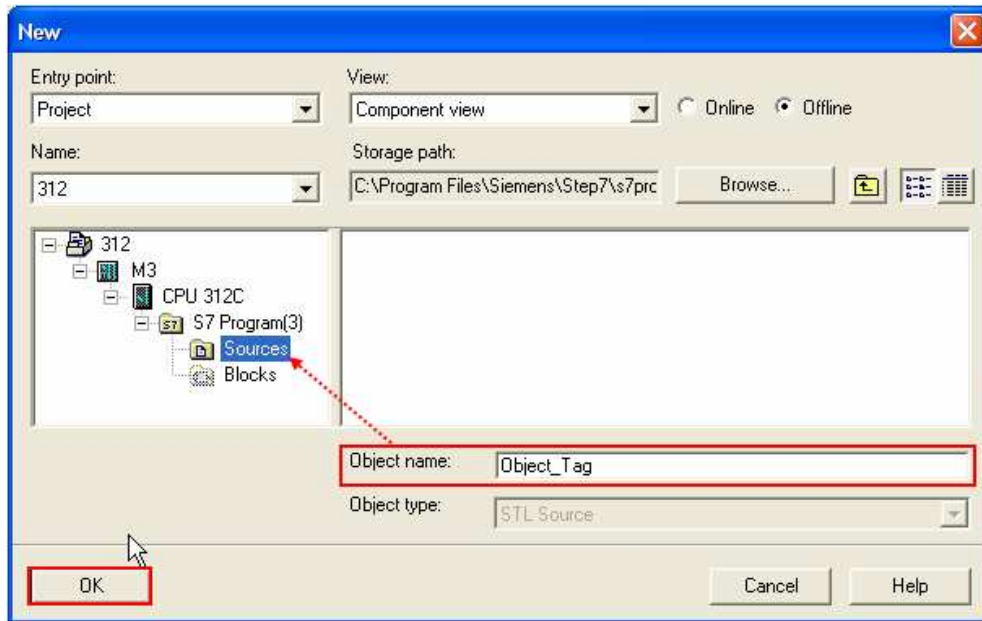 New
Entry point:
View:
Project
Component view
Online
Offline
Name:
Storage path:
312
C:\Program Files\Siemens\Step7\s7prc
Browse...
312
M3
CPU 312C
S7 Program(3)
Sources
Blocks
Object name:
Object_Tag
Object type:
STL Source
OK
Cancel
Help